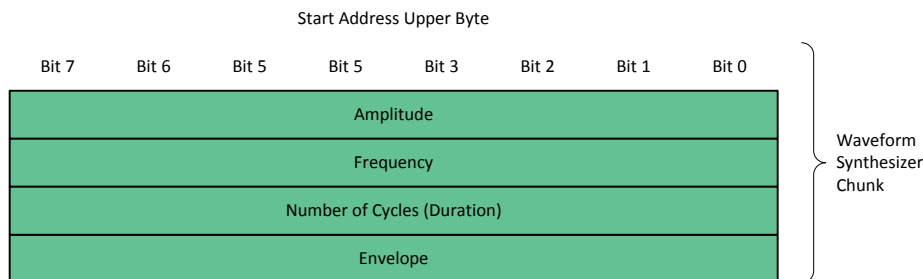 Start Address Upper Byte
Bit 7 Bit 6 Bit 5 Bit 5 Bit 3 Bit 2 Bit 1 Bit 0
Amplitude
Frequency
Number of Cycles (Duration)
Envelope
Waveform
Synthesizer
Chunk